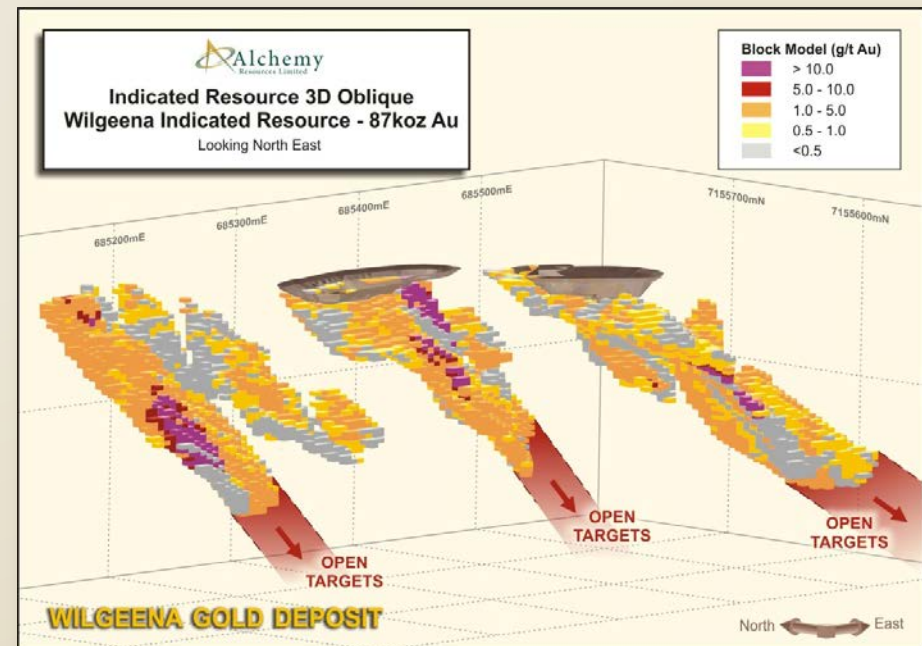 Alchemy
Resources Limited
Indicated Resource 3D Oblique
Wilgeena Indicated Resource - 87koz Au
Looking North East
Block Model (g/t Au)
> 10.0
5.0 - 10.0
1.0 - 5.0
0.5 - 1.0
<0.5
685200mE
685300mE
685400mE
685500mE
7155700mN
7155600mN
OPEN
TARGETS
OPEN
TARGETS
OPEN
TARGETS
WILGEENA GOLD DEPOSIT
North
East